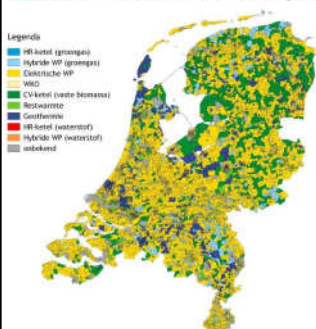 Legenda
HR-ketel (groengas)
Hybride WP (groengas)
Elektrische WP
WKO
CV-ketel (vaste biomassa)
Restwarmte
Geothermie
HR-ketel (waterstof)
Hybride WP (waterstof)
onbekend